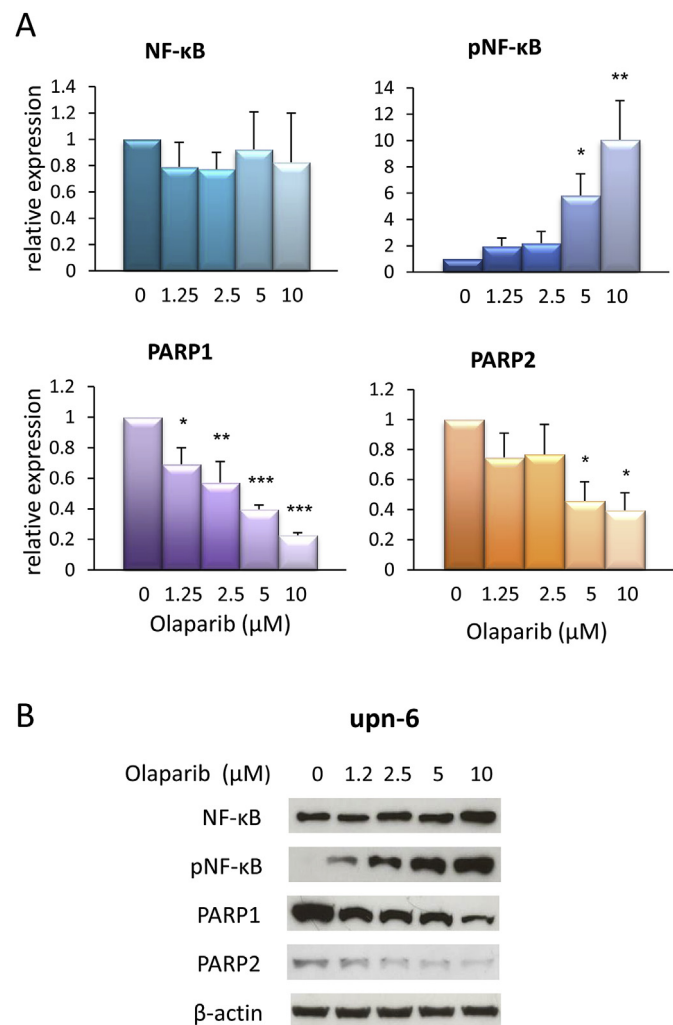 A
NF-κB
pNF-κB
relative expression
1.4
1.2
1
0.8
0.6
0.4
0.2
0
0 1.25 2.5 5 10
14
12
10
8
6
4
2
0
*
**
0 1.25 2.5 5 10
PARP1
PARP2
relative expression
1.2
1
0.8
0.6
0.4
0.2
0
*
**
***
***
0 1.25 2.5 5 10
Olaparib (μM)
1.2
1
0.8
0.6
0.4
0.2
0
*
*
0 1.25 2.5 5 10
Olaparib (μM)
B
upn-6
Olaparib (μM) 0 1.2 2.5 5 10
NF-κB
pNF-κB
PARP1
PARP2
β-actin